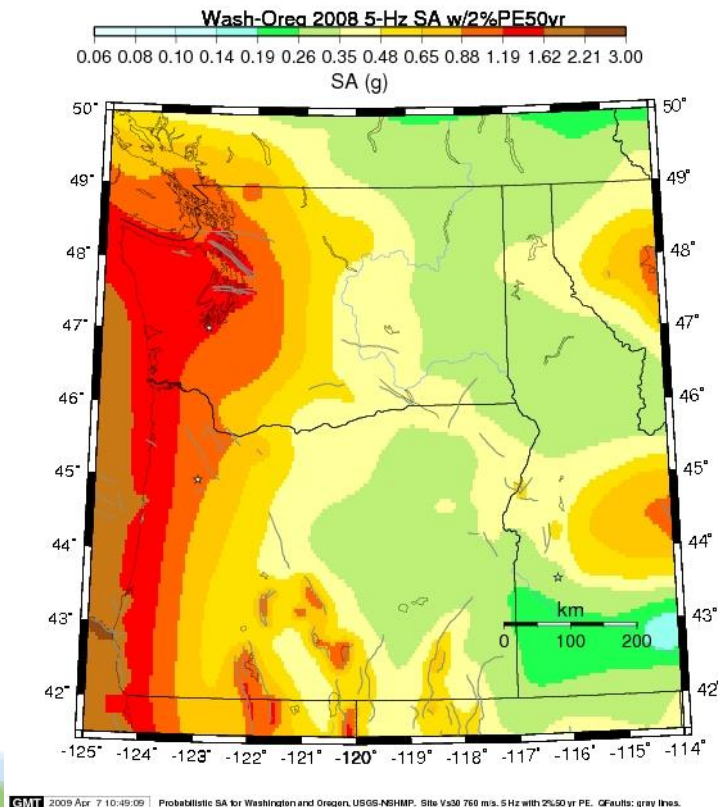 Wash-Oreg 2008 5-Hz SA w/2%PE50yr
0.06 0.08 0.10 0.14 0.19 0.26 0.35 0.48 0.65 0.88 1.19 1.62 2.21 3.00
SA (g)
50˚ 50˚
49˚ 49˚
48˚ 48˚
47˚ 47˚
46˚ 46˚
45˚ 45˚
44˚ 44˚
km
43˚ 0 100 200 43˚
42˚ 42˚
-125˚ -124˚ -123˚ -122˚ -121˚ -120˚ -119˚ -118˚ -117˚ -116˚ -115˚ -114˚
GMT 2009 Apr 7 10:49:09 Probabilistic SA for Washington and Oregon, USGS-NSHMP. Site Vs30 760 m/s. 5 Hz with 2%50 yr PE. QFaults: gray lines.